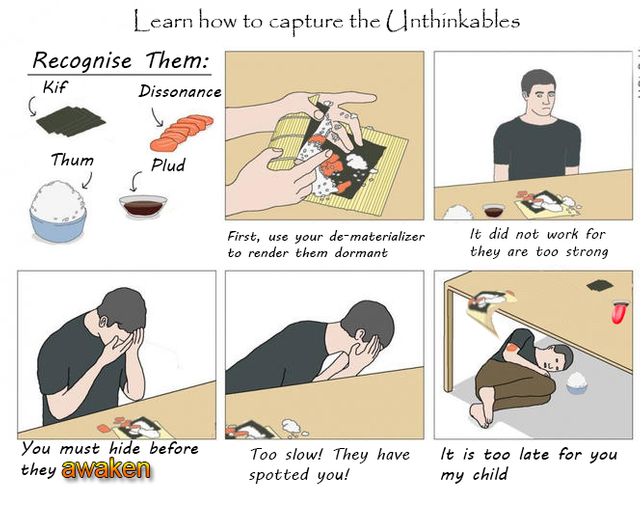 Learn how to capture the Unthinkables
Recognise Them:
Kif
Dissonance
Thum
Plud
First, use your de-materializer
to render them dormant
It did not work for
they are too strong
You must hide before
they awaken
Too slow! They have
spotted you!
It is too late for you
my child